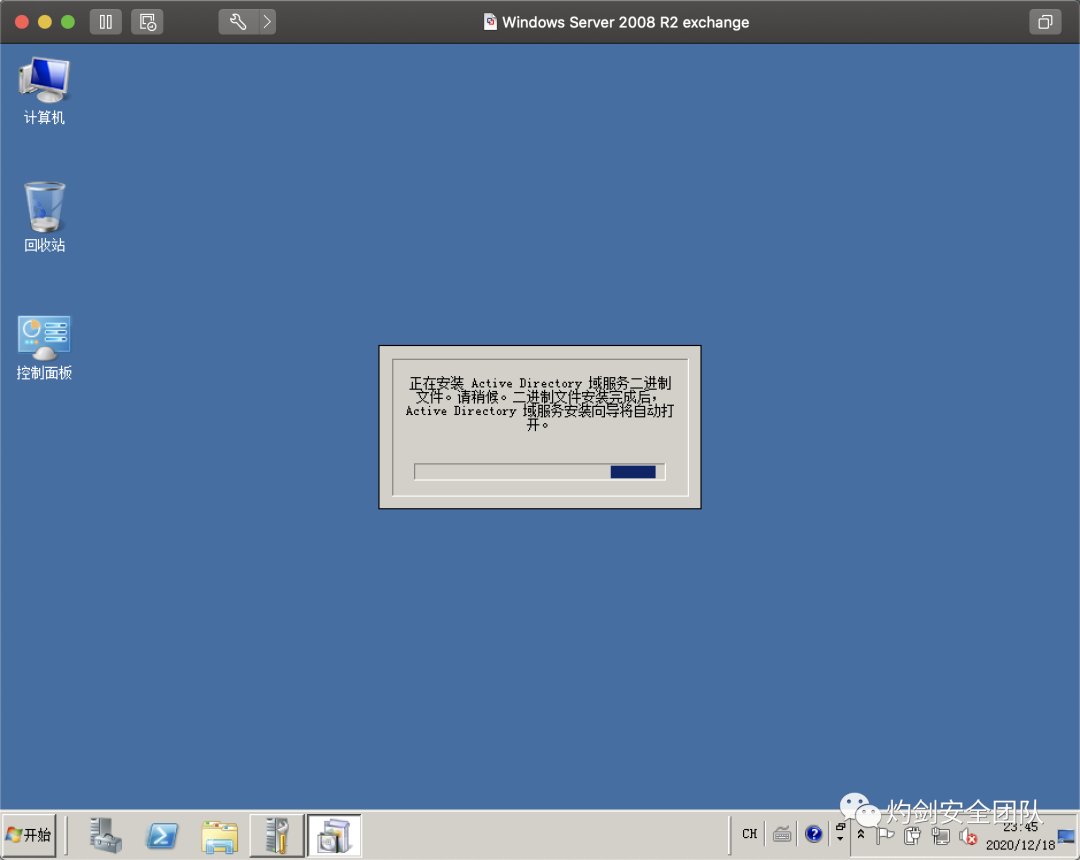 Windows Server 2008 R2 exchange
计算机
回收站
控制面板
正在安装 Active Directory 域服务二进制
文件。请稍候。二进制文件安装完成后，
Active Directory 域服务安装向导将自动打
开。
开始
CH
灼剑安全团队
23:45
2020/12/18